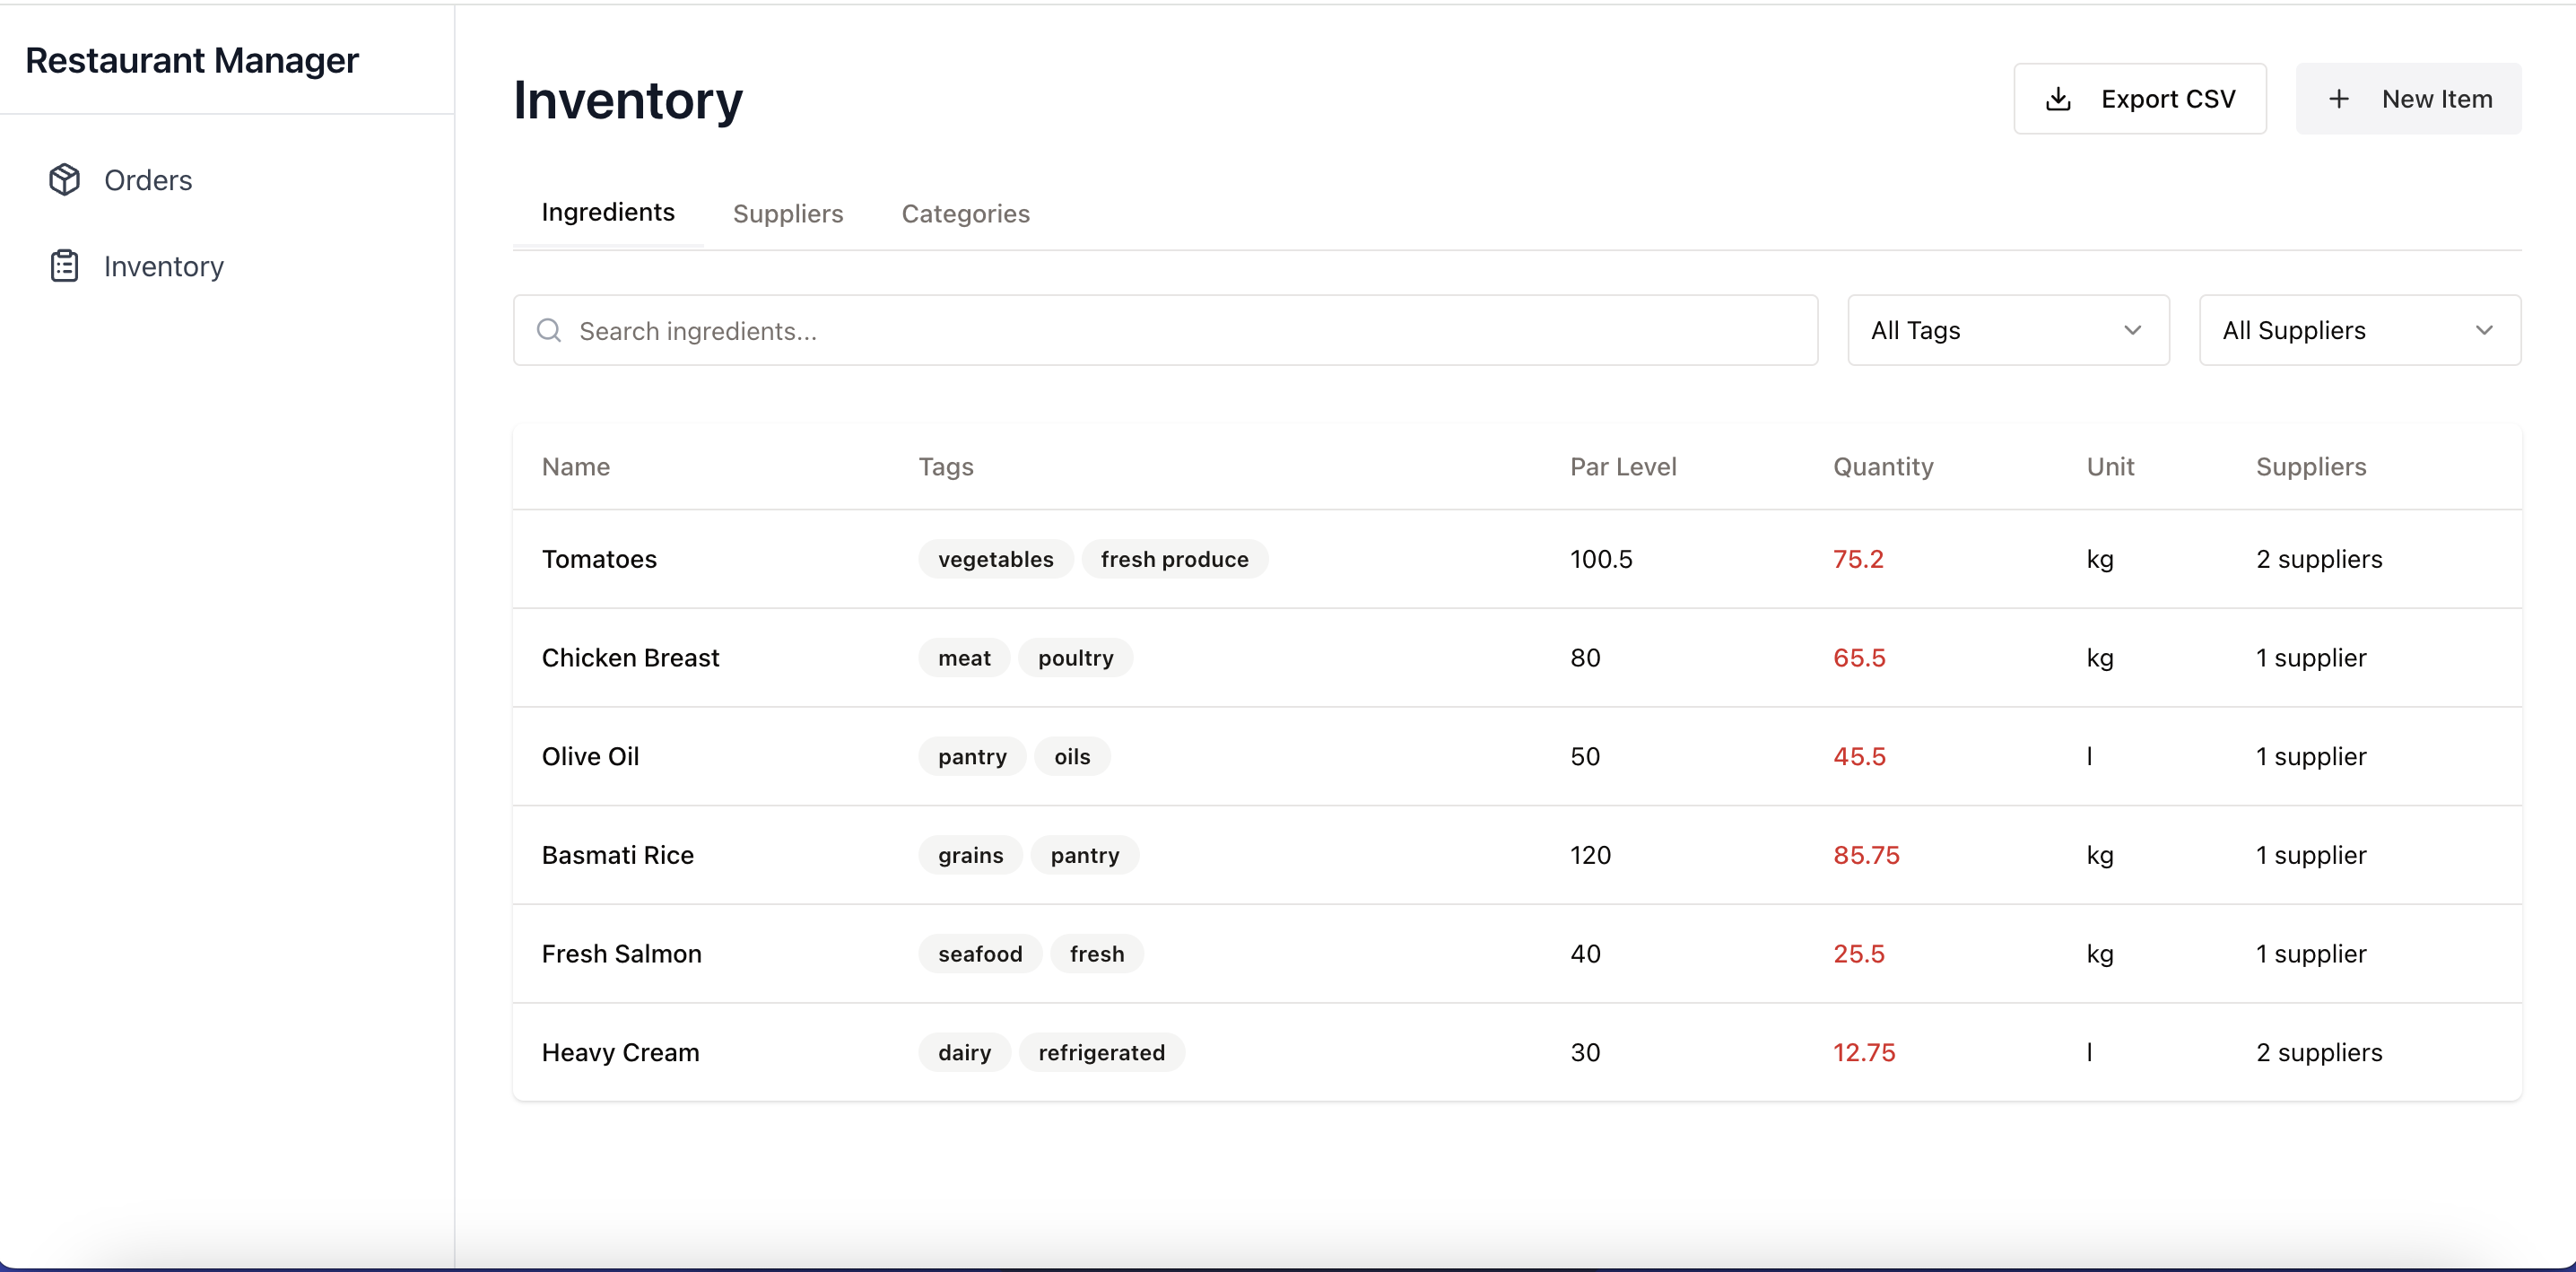 Restaurant Manager
Orders
Inventory
Inventory
Export CSV
New Item
Ingredients Suppliers Categories
Search ingredients...
All Tags
All Suppliers
Name Tags Par Level Quantity Unit Suppliers
Tomatoes vegetables fresh produce 100.5 75.2 kg 2 suppliers
Chicken Breast meat poultry 80 65.5 kg 1 supplier
Olive Oil pantry oils 50 45.5 l 1 supplier
Basmati Rice grains pantry 120 85.75 kg 1 supplier
Fresh Salmon seafood fresh 40 25.5 kg 1 supplier
Heavy Cream dairy refrigerated 30 12.75 l 2 suppliers